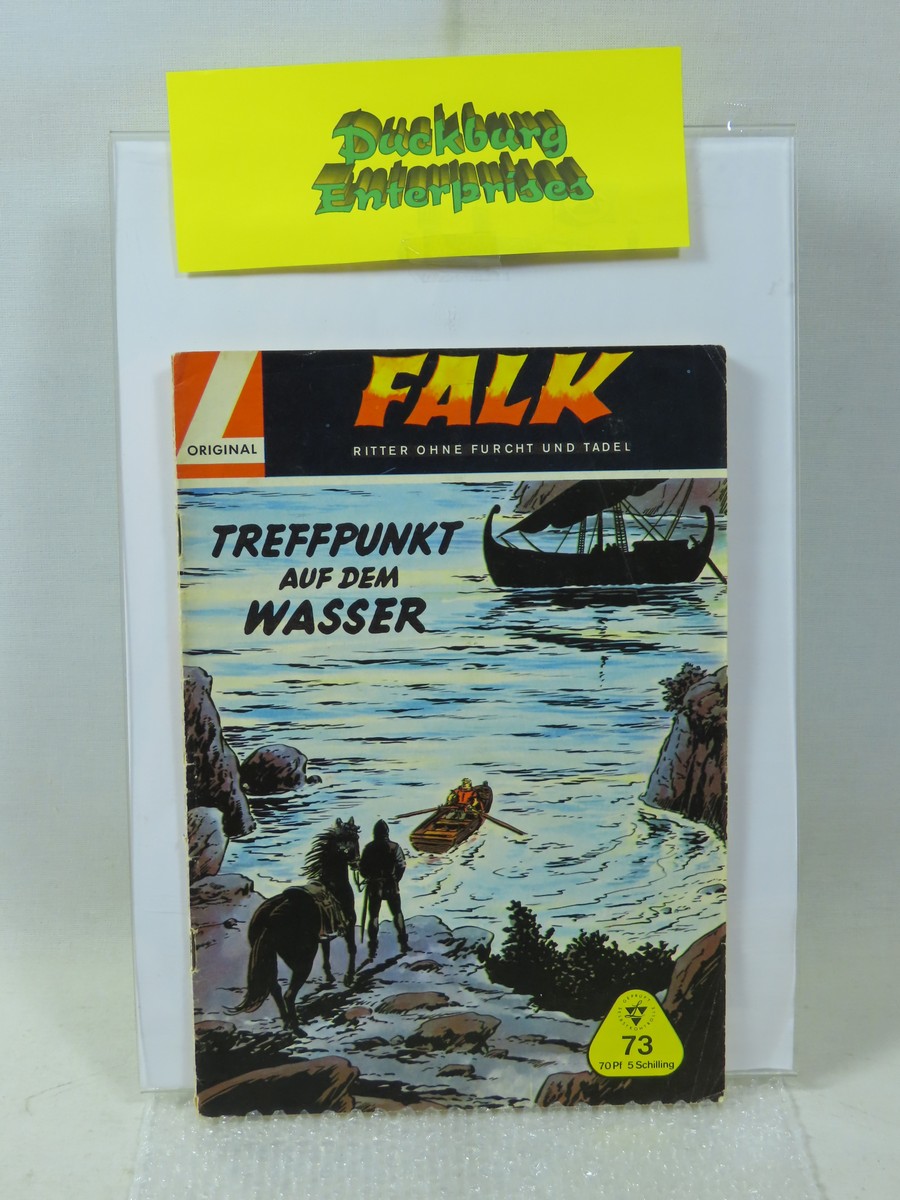 Duckburg
Enterprises
ORIGINAL
FALK
RITTER OHNE FURCHT UND TADEL
TREFFPUNKT
AUF DEM
WASSER
73
70 Pf 5 Schilling